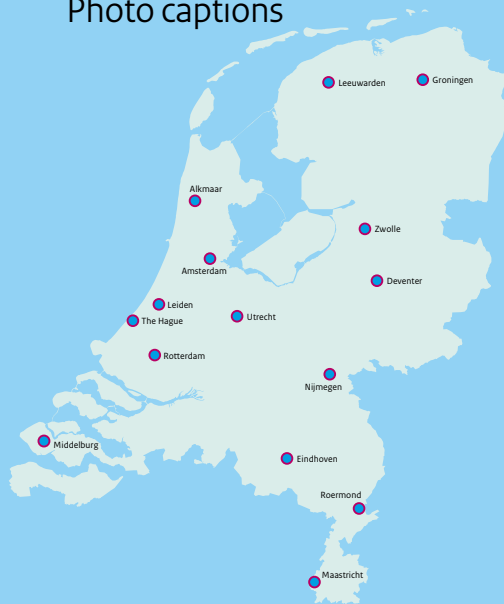 Photo captions
Leeuwarden
Groningen
Alkmaar
Zwolle
Amsterdam
Deventer
Leiden
The Hague
Utrecht
Rotterdam
Nijmegen
Middelburg
Eindhoven
Roermond
Maastricht